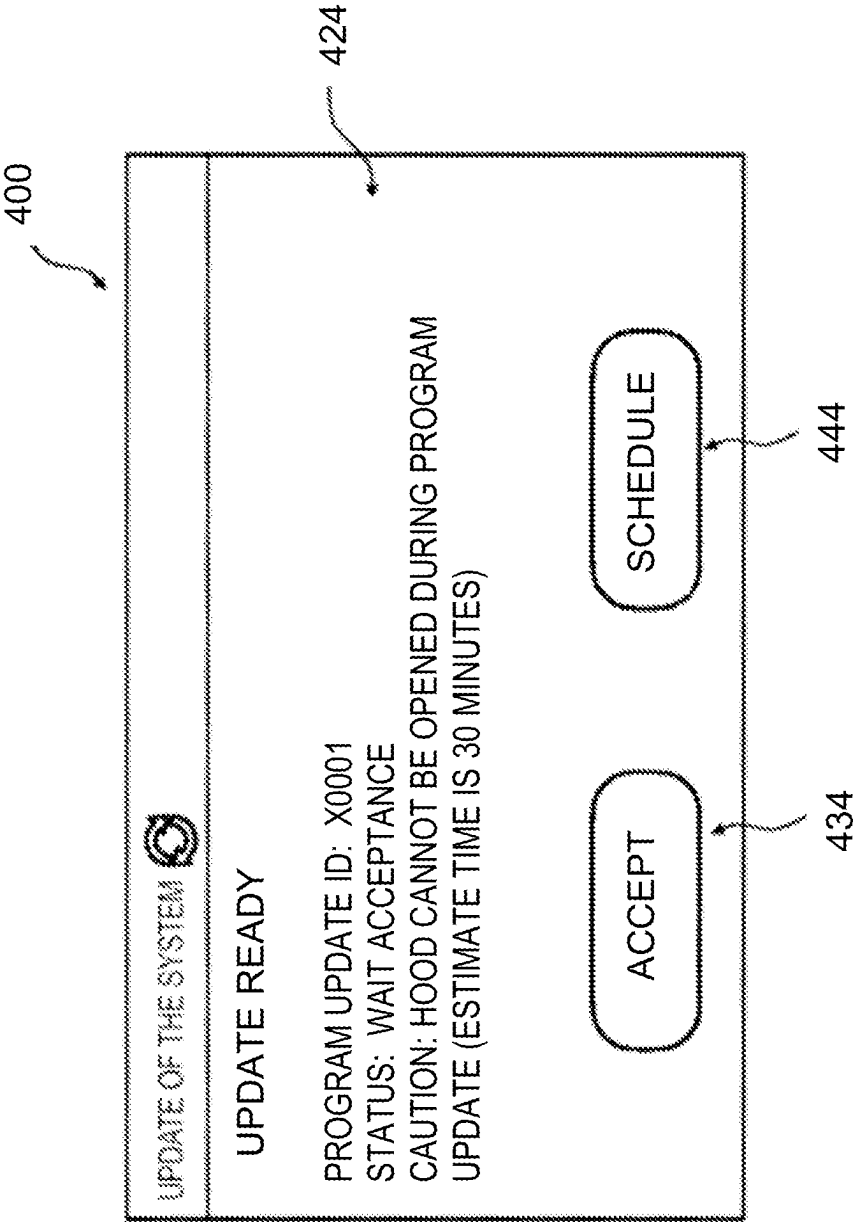 400
424
UPDATE OF THE SYSTEM
UPDATE READY
PROGRAM UPDATE ID: X0001
STATUS: WAIT ACCEPTANCE
CAUTION: HOOD CANNOT BE OPENED DURING PROGRAM
UPDATE (ESTIMATE TIME IS 30 MINUTES)
ACCEPT
SCHEDULE
434
444